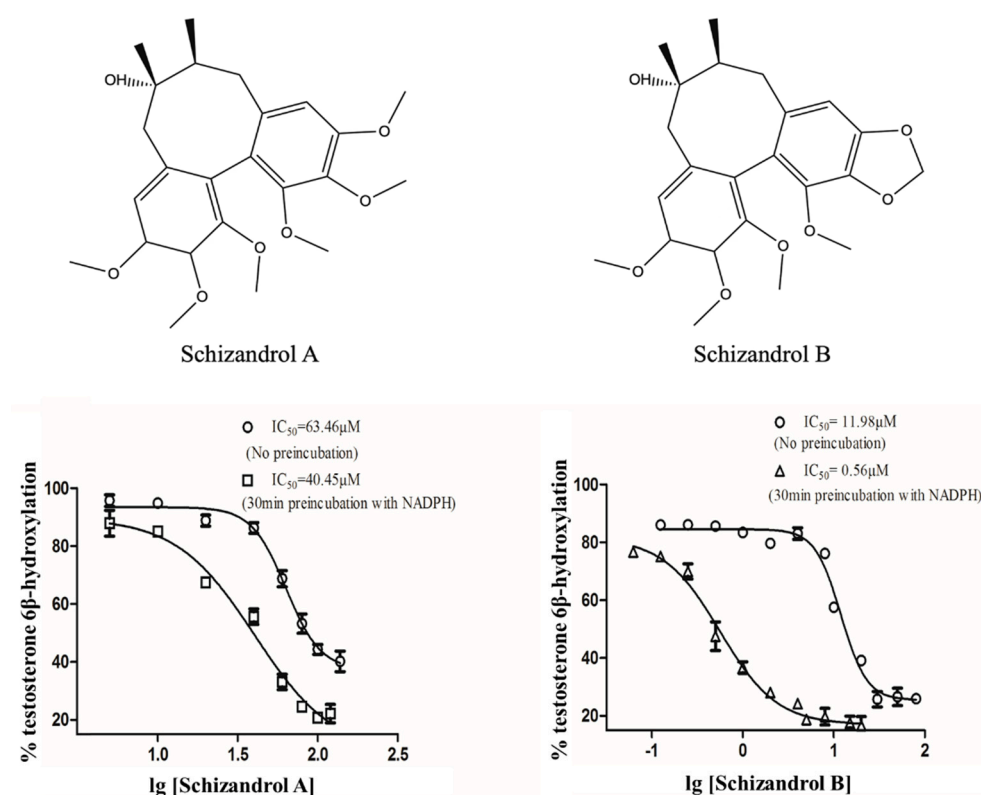 OH
O
O
O
O
O
O
Schizandrol A
OH
O
O
O
O
O
O
Schizandrol B
IC50=63.46μM
(No preincubation)
IC50=40.45μM
(30min preincubation with NADPH)
% testosterone 6β-hydroxylation
100
80
60
40
20
1.0
1.5
2.0
2.5
lg [Schizandrol A]
IC50= 11.98μM
(No preincubation)
IC50= 0.56μM
(30min preincubation with NADPH)
% testosterone 6β-hydroxylation
100
80
60
40
20
-1
0
1
2
lg [Schizandrol B]